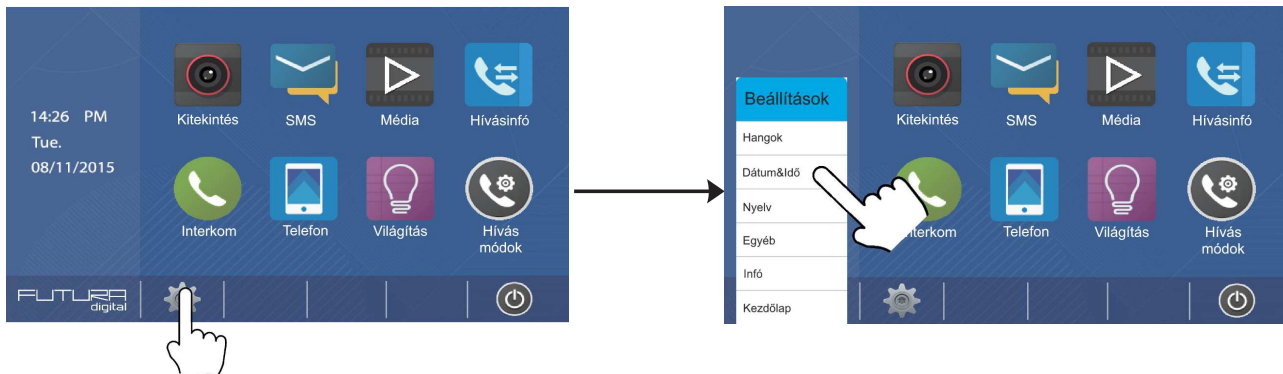 14:26 PM
Tue.
08/11/2015
Kitekintés
SMS
Média
Hívásinfó
Interkom
Telefon
Világítás
Hívás
módok
FUTURA
digital
Beállítások
Hangok
Dátum&Idő
Nyelv
Egyéb
Infó
Kezdőlap
Kitekintés
SMS
Média
Hívásinfó
terkom
Telefon
Világítás
Hívás
módok